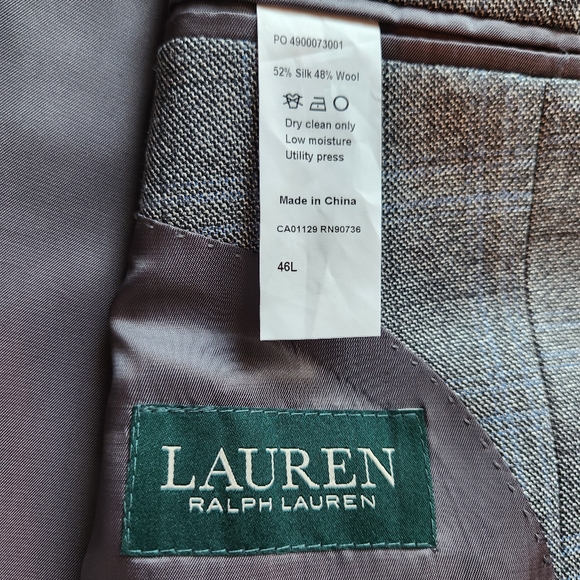 PO 4900073001
52% Silk 48% Wool
Dry clean only
Low moisture
Utility press
Made in China
CA01129 RN90736
46L
LAUREN
RALPH LAUREN